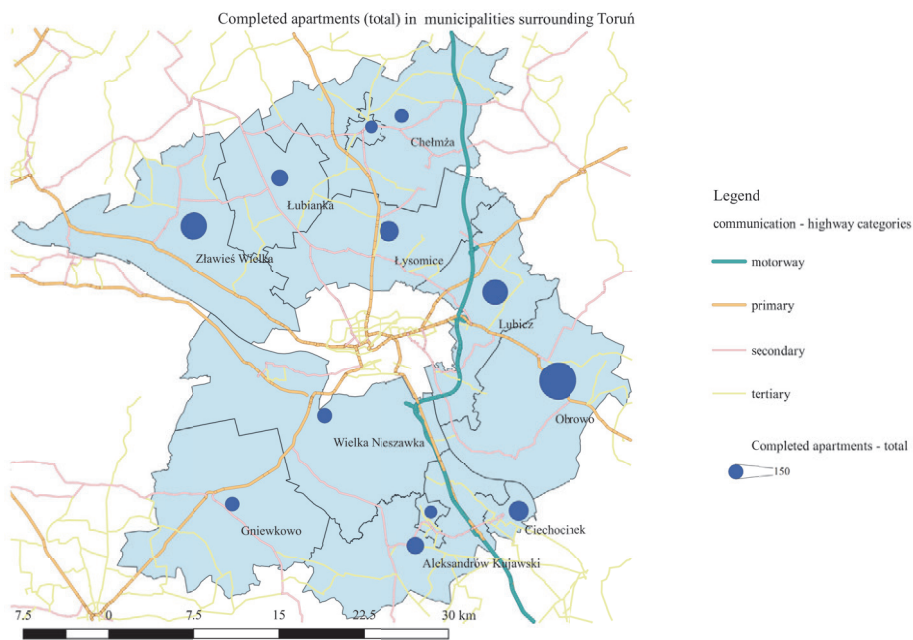 Completed apartments (total) in municipalities surrounding Toruń
Chełmża
Łubianka
Zławieś Wielka
Łysomice
Lubicz
Obrowo
Wielka Nieszawka
Gniewkowo
Ciechocinek
Aleksandrów Kujawski
7.5 0 7.5 15 22.5 30 km
Legend
communication - highway categories
motorway
primary
secondary
tertiary
Completed apartments - total
150